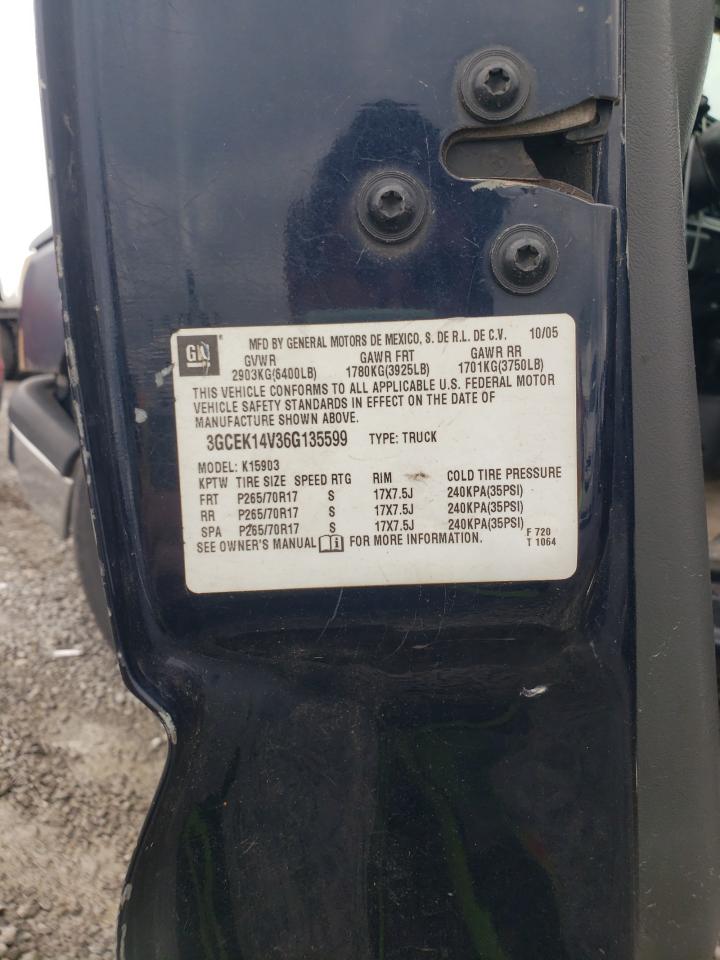 GM
MFD BY GENERAL MOTORS DE MEXICO, S. DE R.L. DE C.V. 10/05
GVWR GAWR FRT GAWR RR
2903KG(6400LB) 1780KG(3925LB) 1701KG(3750LB)
THIS VEHICLE CONFORMS TO ALL APPLICABLE U.S. FEDERAL MOTOR
VEHICLE SAFETY STANDARDS IN EFFECT ON THE DATE OF
MANUFACTURE SHOWN ABOVE.
3GCEK14V36G135599 TYPE: TRUCK
MODEL: K15903
KPTW TIRE SIZE SPEED RTG RIM COLD TIRE PRESSURE
FRT P265/70R17 S 17X7.5J 240KPA(35PSI)
RR P265/70R17 S 17X7.5J 240KPA(35PSI)
SPA P265/70R17 S 17X7.5J 240KPA(35PSI)
SEE OWNER'S MANUAL FOR MORE INFORMATION. F 720
T 1064